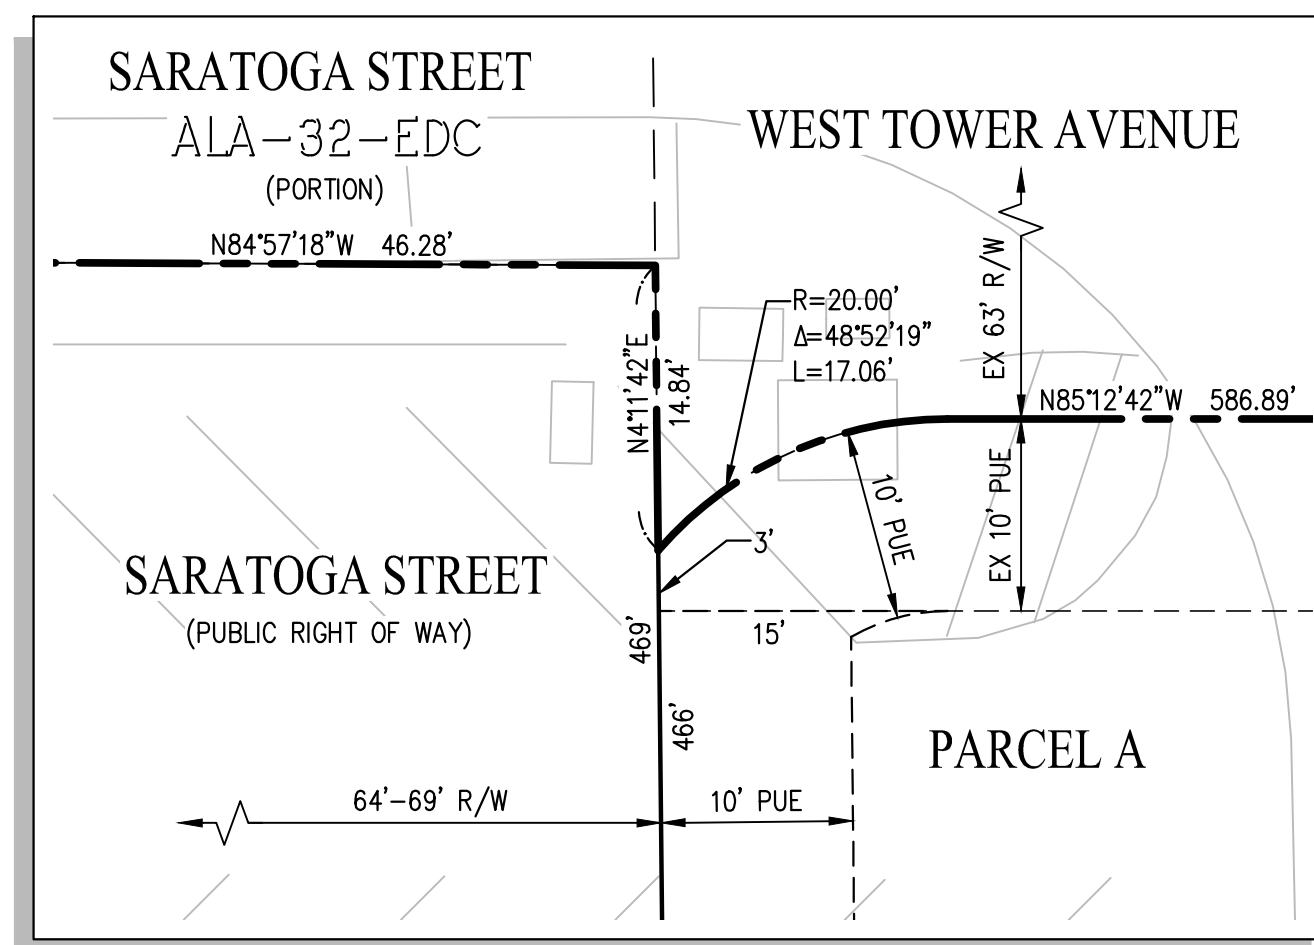 SARATOGA STREET
ALA-32-EDC
(PORTION)
WEST TOWER AVENUE
N84°57'18"W 46.28'
EX 63' R/W
R=20.00'
Δ=48°52'19"
L=17.06'
N4°11'42"E
14.84'
N85°12'42"W 586.89'
10' PUE
EX 10' PUE
3'
SARATOGA STREET
(PUBLIC RIGHT OF WAY)
469'
15'
466'
PARCEL A
64'-69' R/W
10' PUE